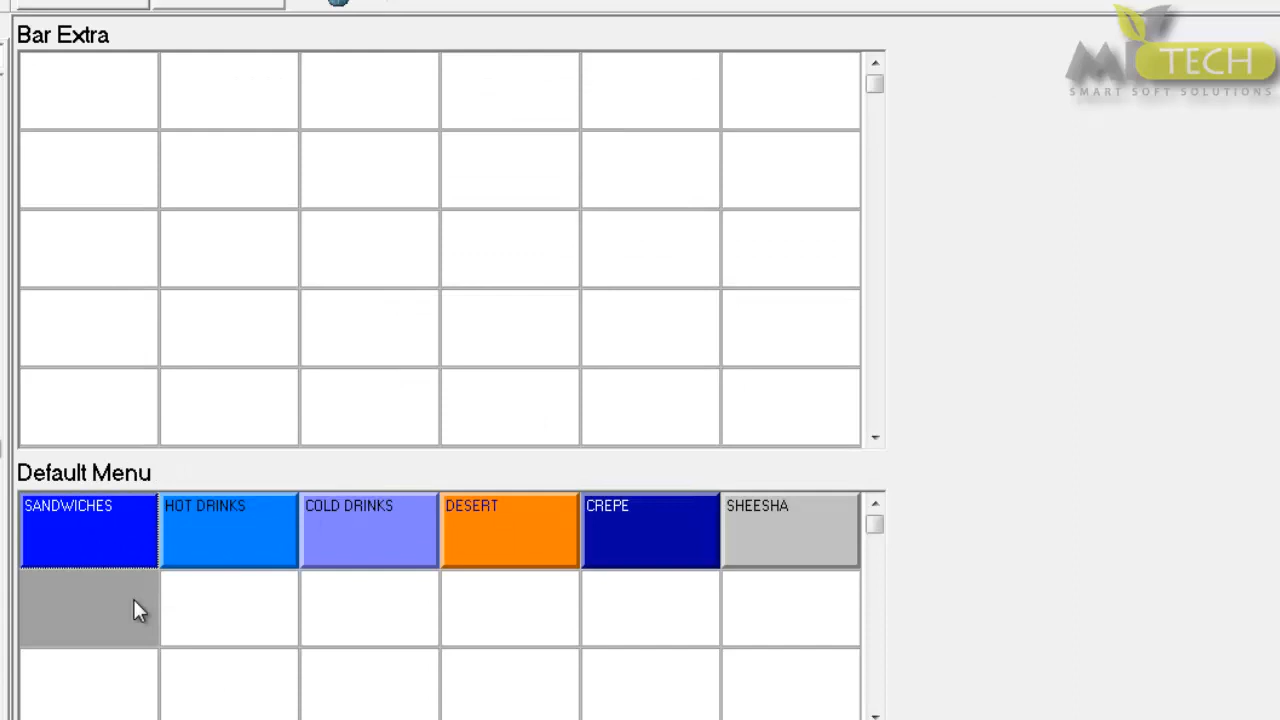 Bar Extra
TECH
SMART SOFT SOLUTIONS
Default Menu
SANDWICHES HOT DRINKS COLD DRINKS DESERT CREPE SHEESHA